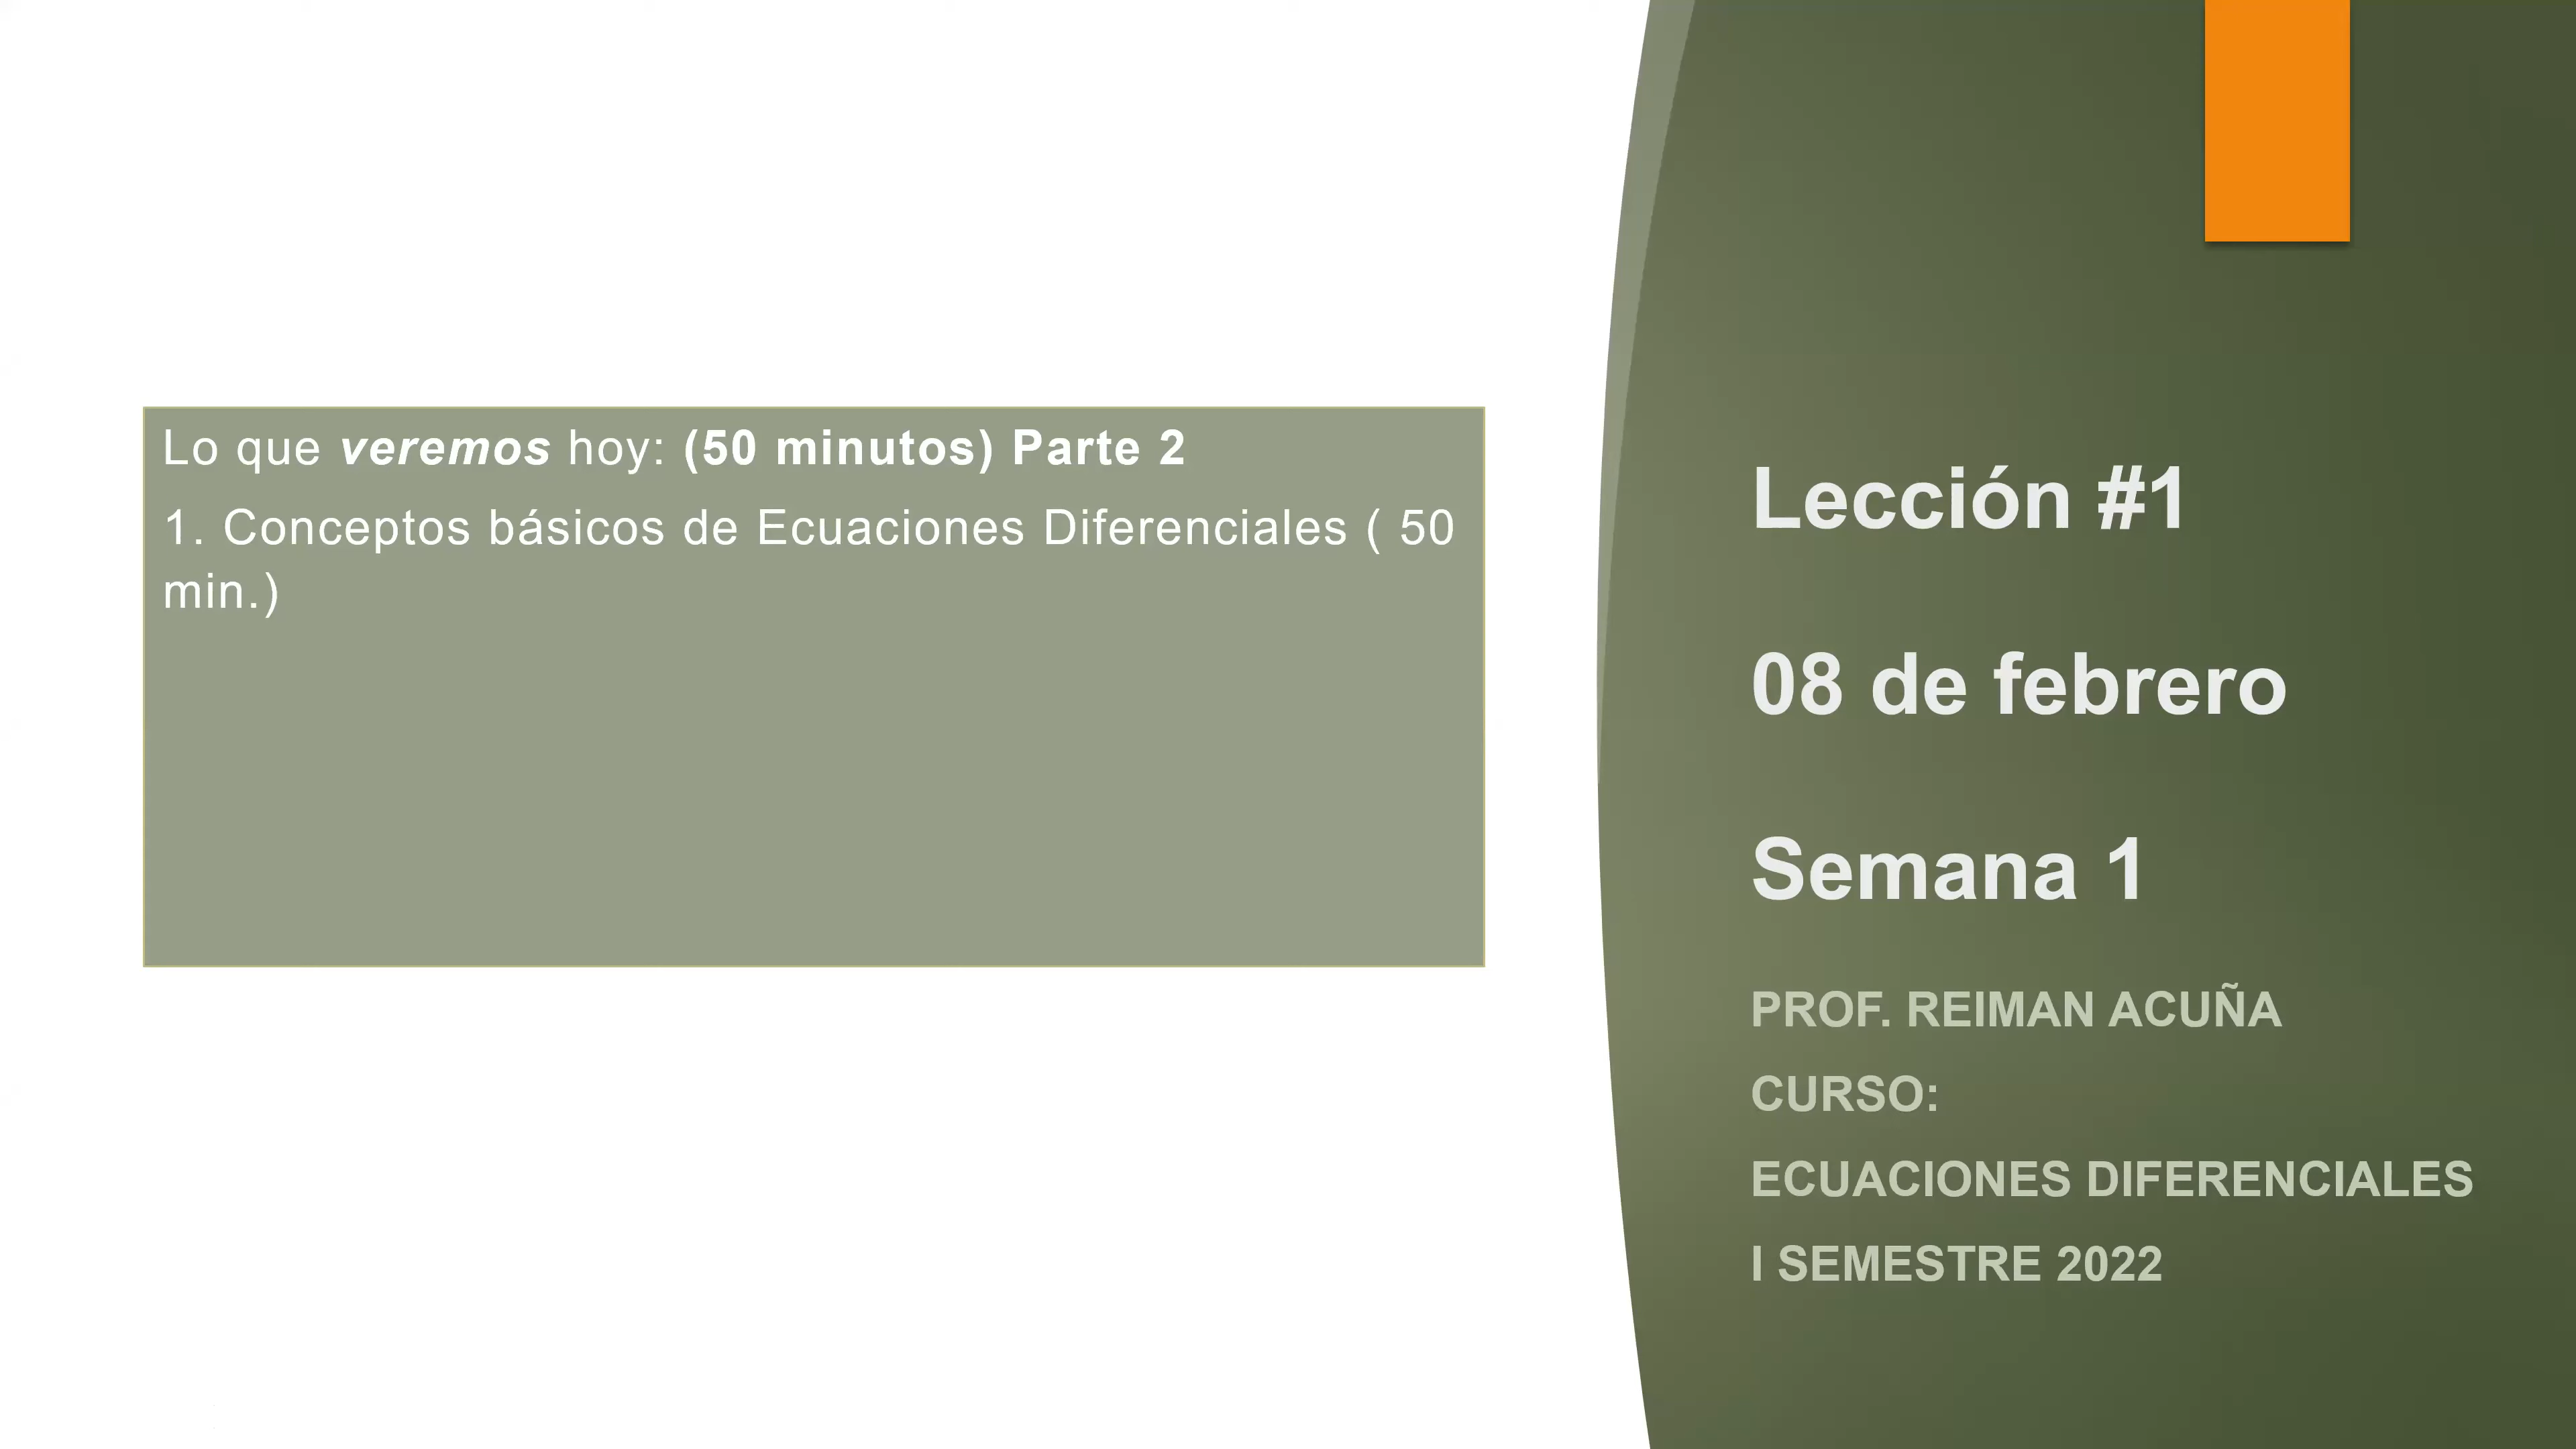 Lo que veremos hoy: (50 minutos) Parte 2
1. Conceptos básicos de Ecuaciones Diferenciales ( 50
min.)
Lección #1
08 de febrero
Semana 1
PROF. REIMAN ACUÑA
CURSO:
ECUACIONES DIFERENCIALES
I SEMESTRE 2022